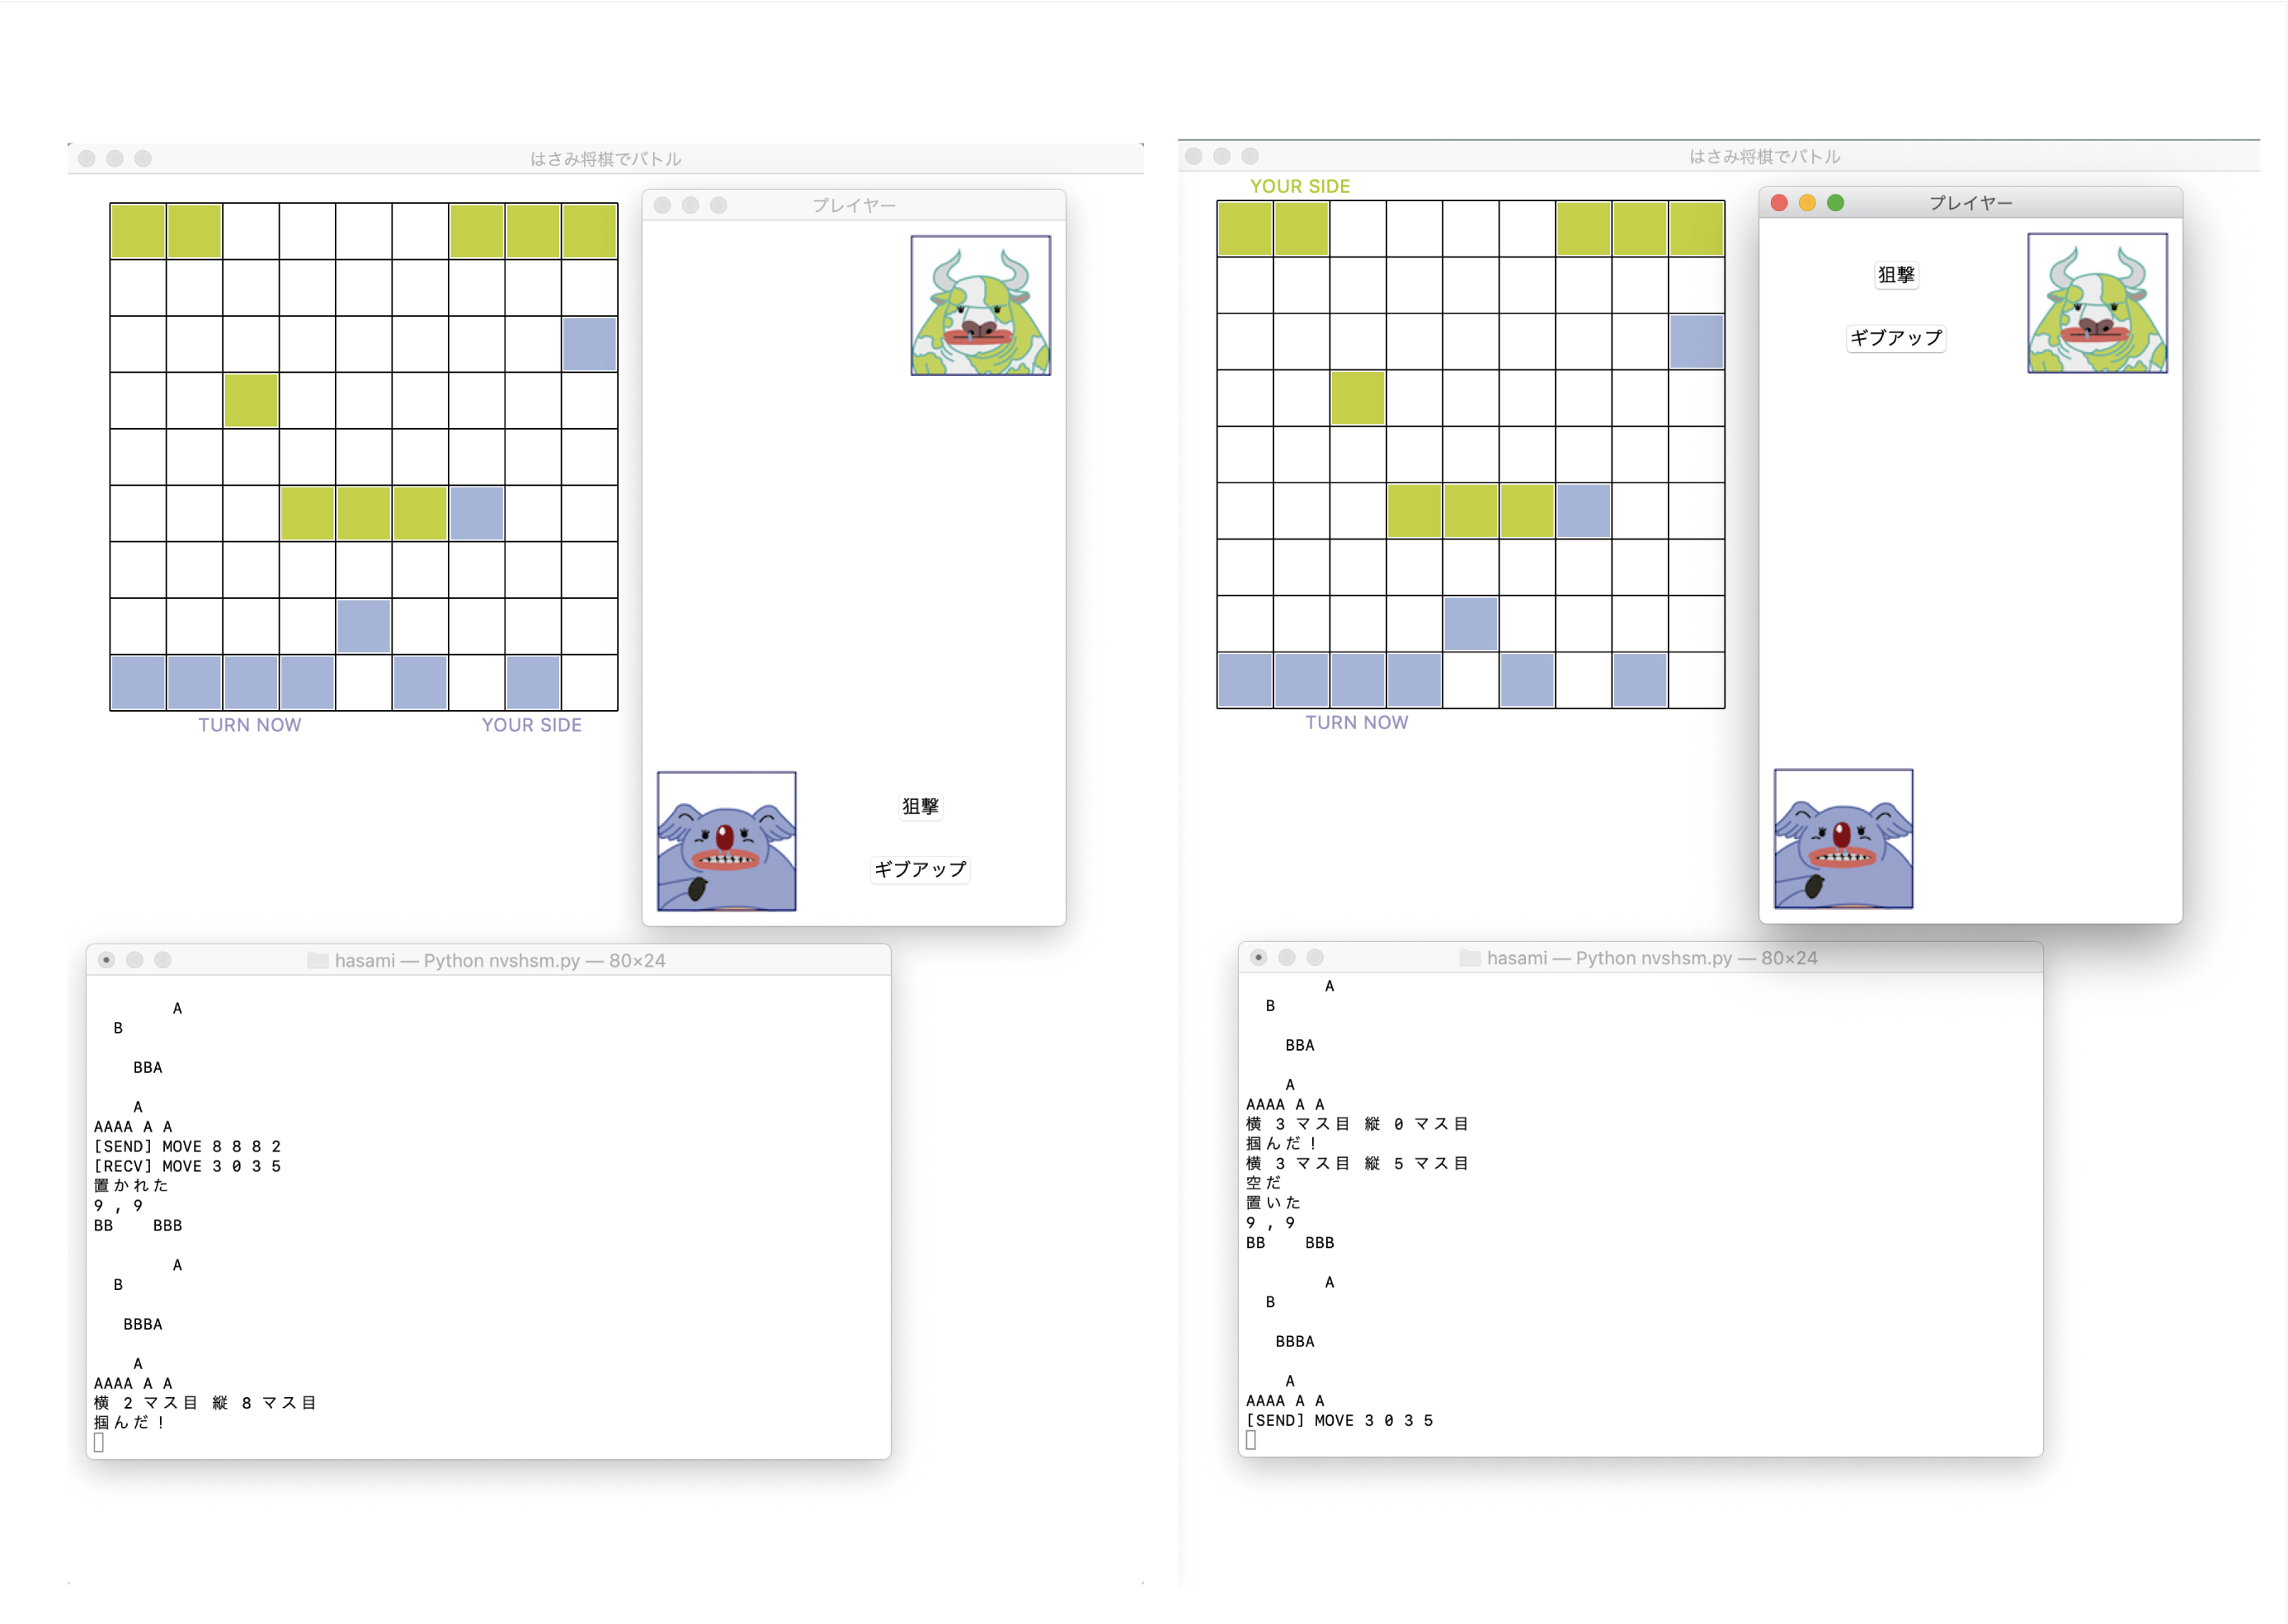 はさみ将棋でバトル
プレイヤー
狙撃
ギブアップ
TURN NOW YOUR SIDE
hasami — Python nvshsm.py — 80×24
A
B
BBA
A
AAAA A A
[SEND] MOVE 8 8 8 2
[RECV] MOVE 3 0 3 5
置かれた
9 , 9
BB    BBB
A
B
BBBA
A
AAAA A A
横 2 マス目 縦 8 マス目
掴んだ！
はさみ将棋でバトル
YOUR SIDE
プレイヤー
狙撃
ギブアップ
TURN NOW
hasami — Python nvshsm.py — 80×24
A
B
BBA
A
AAAA A A
横 3 マス目 縦 0 マス目
掴んだ！
横 3 マス目 縦 5 マス目
空だ
置いた
9 , 9
BB    BBB
A
B
BBBA
A
AAAA A A
[SEND] MOVE 3 0 3 5